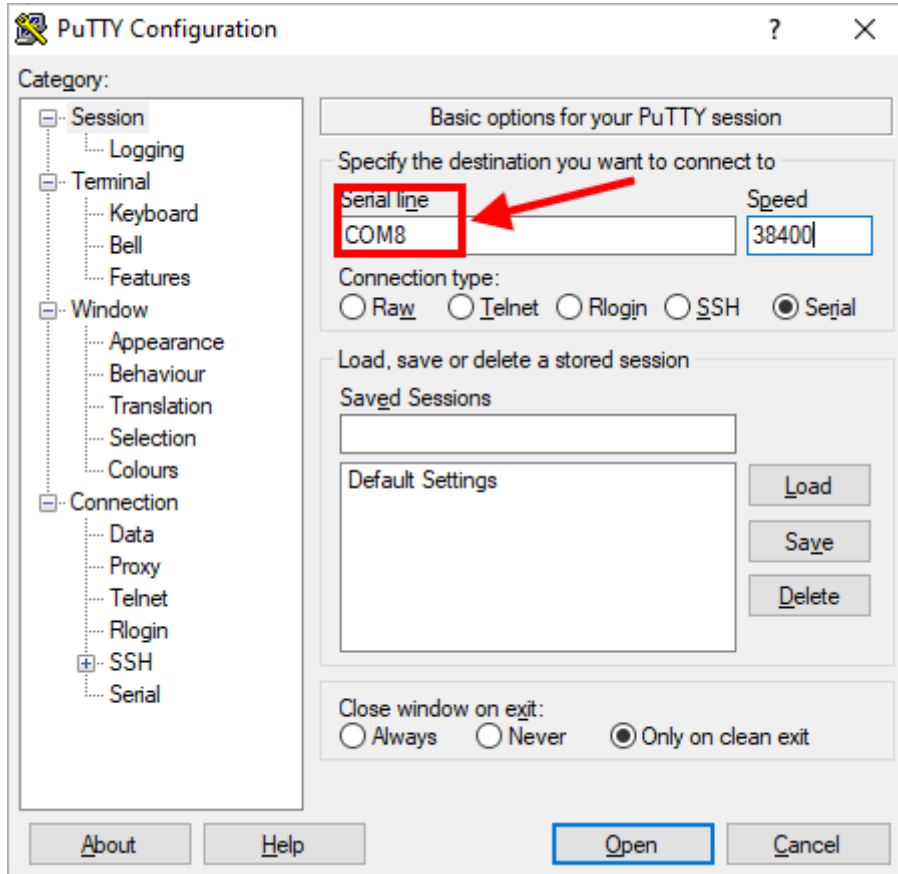 PuTTY Configuration
?
Category:
Session
Logging
Terminal
Keyboard
Bell
Features
Window
Appearance
Behaviour
Translation
Selection
Colours
Connection
Data
Proxy
Telnet
Rlogin
SSH
Serial
Basic options for your PuTTY session
Specify the destination you want to connect to
Serial line Speed
COM8 38400
Connection type:
Raw Telnet Rlogin SSH Serial
Load, save or delete a stored session
Saved Sessions
Default Settings
Load
Save
Delete
Close window on exit:
Always Never Only on clean exit
About Help Open Cancel